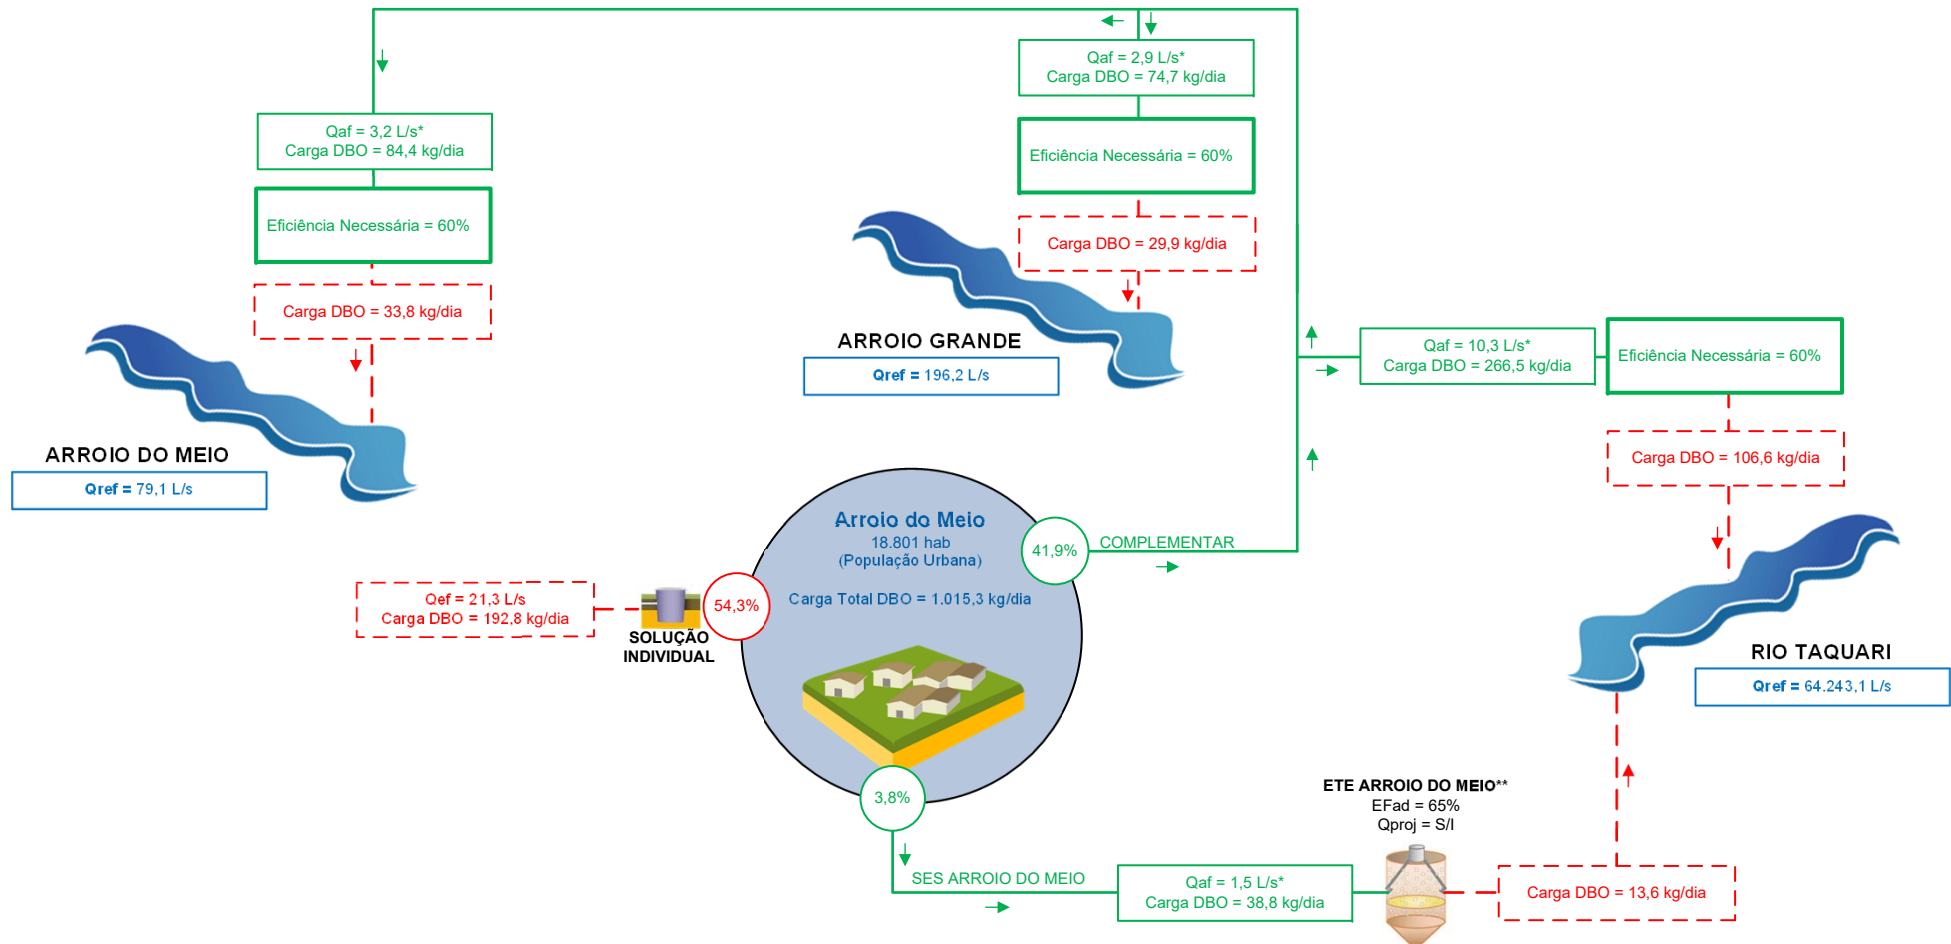 Qaf = 2,9 L/s*
Carga DBO = 74,7 kg/dia
Qaf = 3,2 L/s*
Carga DBO = 84,4 kg/dia
Eficiência Necessária = 60%
Eficiência Necessária = 60%
Carga DBO = 29,9 kg/dia
Carga DBO = 33,8 kg/dia
ARROIO GRANDE
Qref = 196,2 L/s
Qaf = 10,3 L/s*
Carga DBO = 266,5 kg/dia
Eficiência Necessária = 60%
ARROIO DO MEIO
Qref = 79,1 L/s
Carga DBO = 106,6 kg/dia
Arroio do Meio
18.801 hab
(População Urbana)
Carga Total DBO = 1.015,3 kg/dia
41,9%
COMPLEMENTAR
Qef = 21,3 L/s
Carga DBO = 192,8 kg/dia
54,3%
SOLUÇÃO
INDIVIDUAL
RIO TAQUARI
Qref = 64.243,1 L/s
3,8%
ETE ARROIO DO MEIO**
EFad = 65%
Qproj = S/I
SES ARROIO DO MEIO
Qaf = 1,5 L/s*
Carga DBO = 38,8 kg/dia
Carga DBO = 13,6 kg/dia